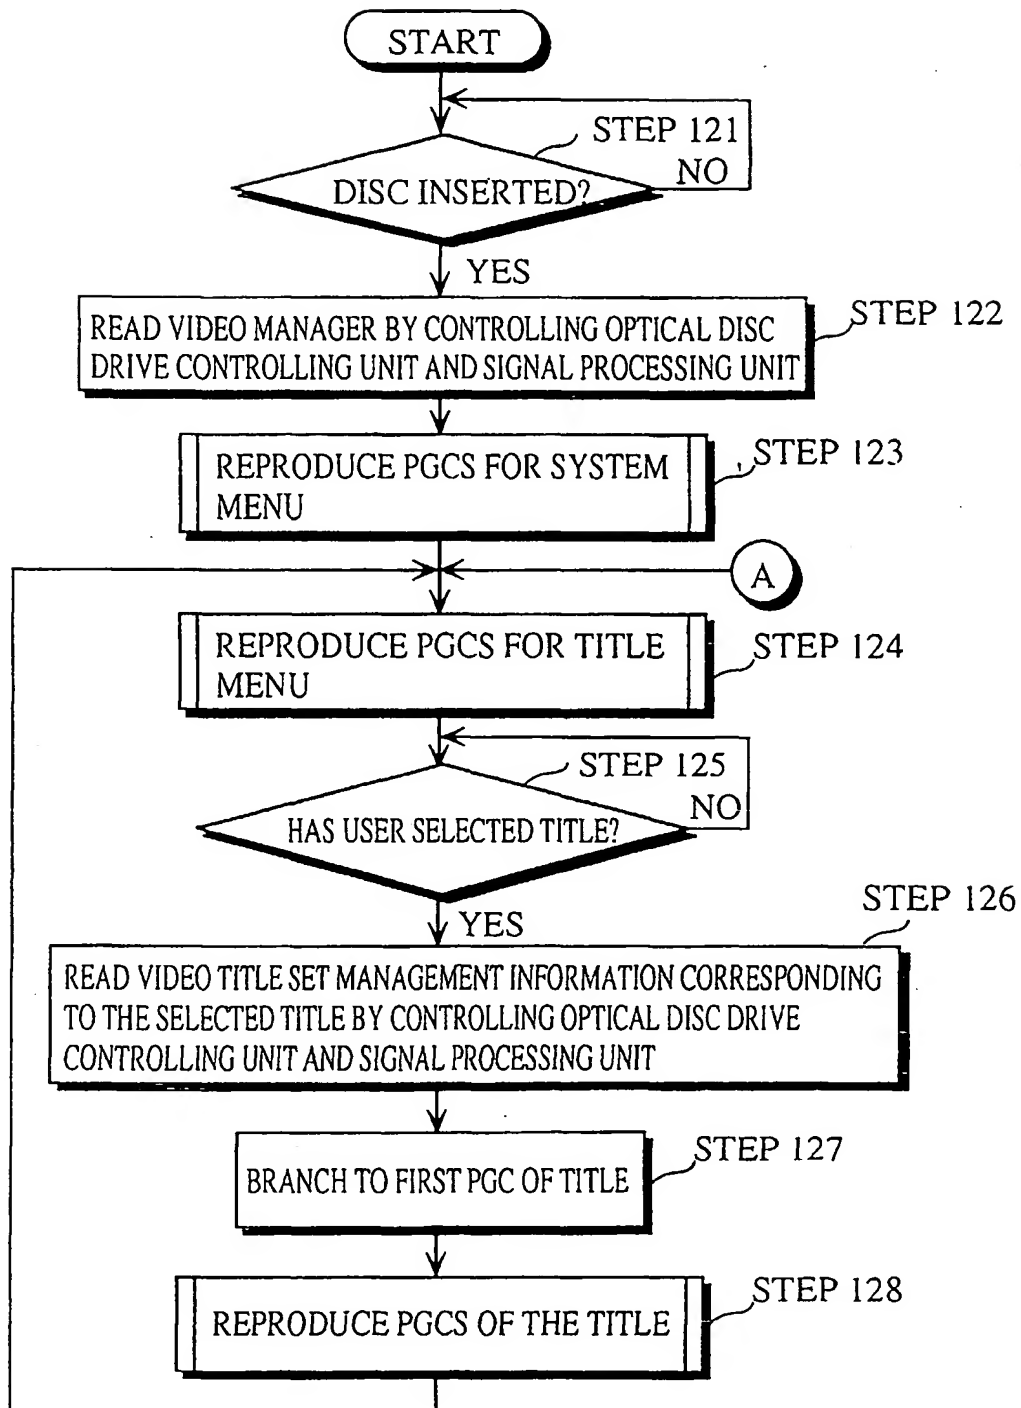 START
STEP 121
NO
DISC INSERTED?
YES
STEP 122
READ VIDEO MANAGER BY CONTROLLING OPTICAL DISC
DRIVE CONTROLLING UNIT AND SIGNAL PROCESSING UNIT
STEP 123
REPRODUCE PGCS FOR SYSTEM
MENU
A
STEP 124
REPRODUCE PGCS FOR TITLE
MENU
STEP 125
NO
HAS USER SELECTED TITLE?
YES
STEP 126
READ VIDEO TITLE SET MANAGEMENT INFORMATION CORRESPONDING
TO THE SELECTED TITLE BY CONTROLLING OPTICAL DISC DRIVE
CONTROLLING UNIT AND SIGNAL PROCESSING UNIT
STEP 127
BRANCH TO FIRST PGC OF TITLE
STEP 128
REPRODUCE PGCS OF THE TITLE